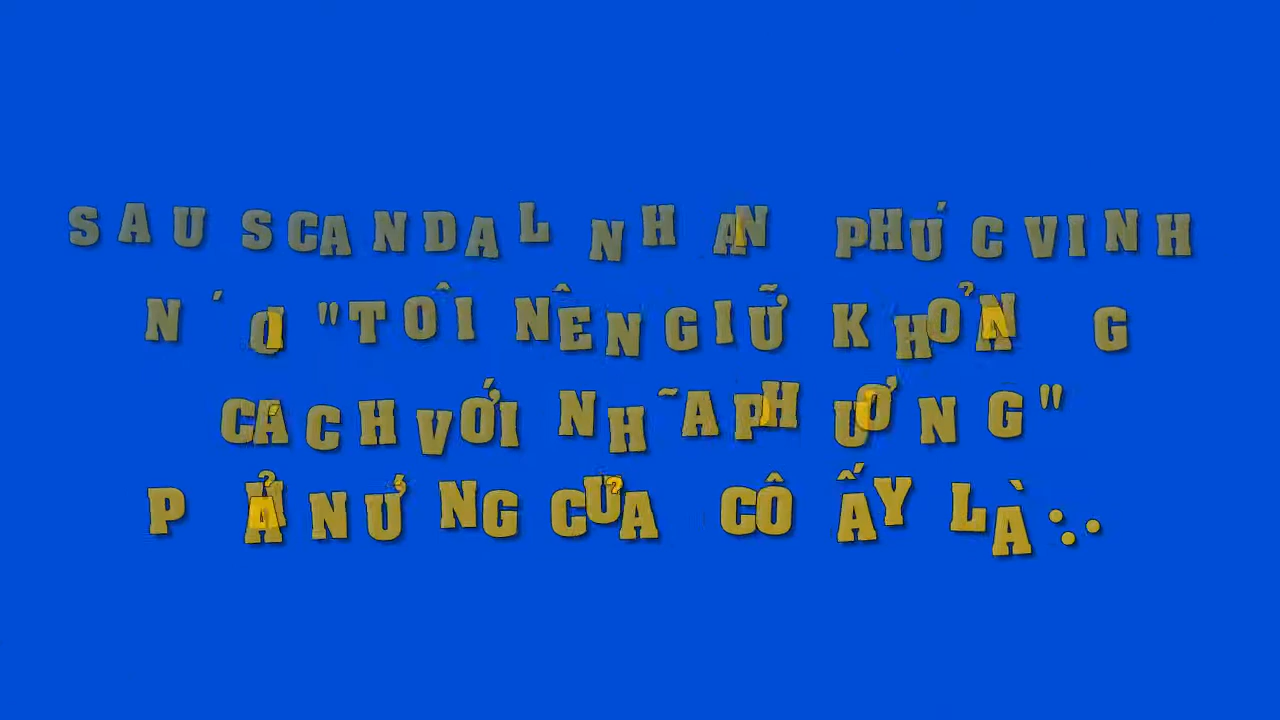 SAU SCANDAL NHAN PHÚC VINH
NÓI "TÔI NÊN GIỮ KHOẢNG
CÁCH VỚI NHÃ PHƯƠNG"
PHẢN ỨNG CỦA CÔ ẤY LÀ...